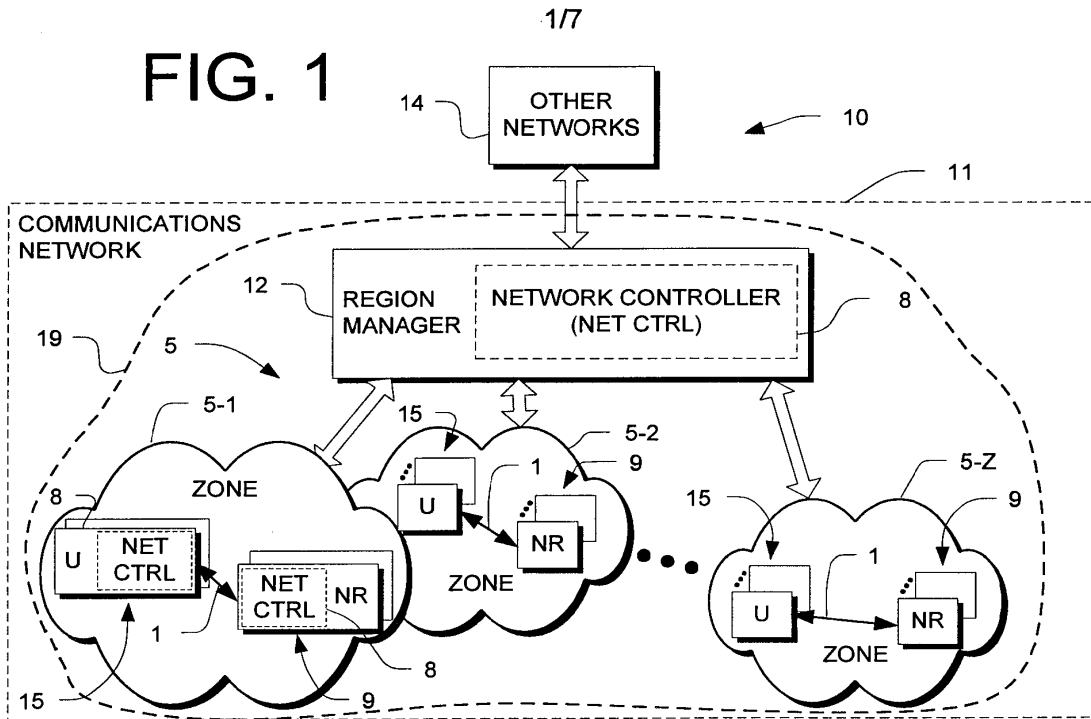 1/7
FIG. 1
OTHER
NETWORKS
14
10
11
COMMUNICATIONS
NETWORK
12
REGION
MANAGER
NETWORK CONTROLLER
(NET CTRL)
8
19
5
5-1
15
5-2
1
9
5-Z
ZONE
8
U
NET
CTRL
U
NR
ZONE
15
9
1
U
NR
ZONE
NET
CTRL
NR
1
15
9
8